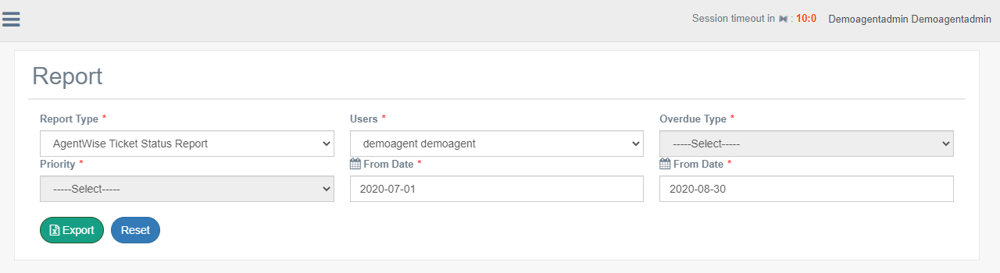 Session timeout in : 10:0 Demoagentadmin Demoagentadmin
Report
Report Type * Users * Overdue Type *
AgentWise Ticket Status Report demoagent demoagent -----Select-----
Priority * From Date * From Date *
-----Select----- 2020-07-01 2020-08-30
Export Reset